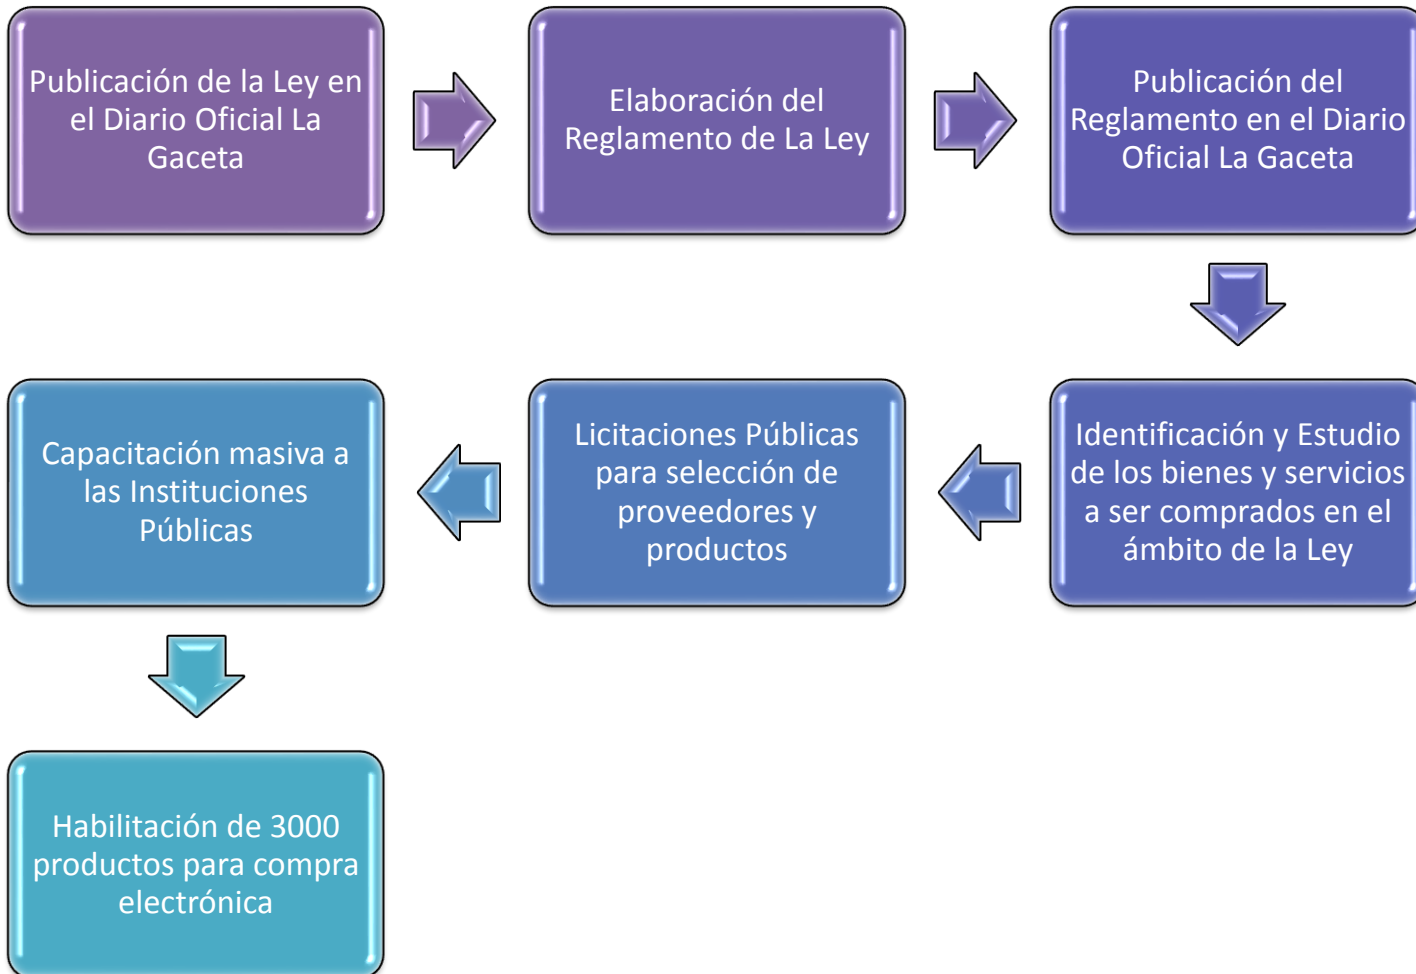 Publicación de la Ley en
el Diario Oficial La
Gaceta
Elaboración del
Reglamento de La Ley
Publicación del
Reglamento en el Diario
Oficial La Gaceta
Identificación y Estudio
de los bienes y servicios
a ser comprados en el
ámbito de la Ley
Licitaciones Públicas
para selección de
proveedores y
productos
Capacitación masiva a
las Instituciones
Públicas
Habilitación de 3000
productos para compra
electrónica